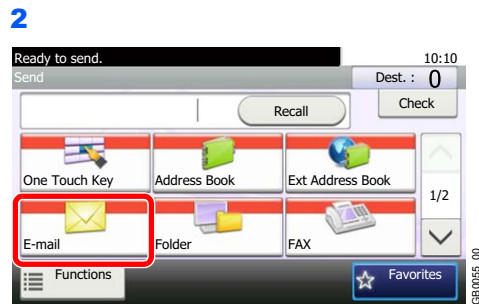 2
Ready to send. 10:10
Send Dest. : 0
Recall Check
One Touch Key Address Book Ext Address Book
1/2
E-mail Folder FAX
Functions Favorites
GB0055_00